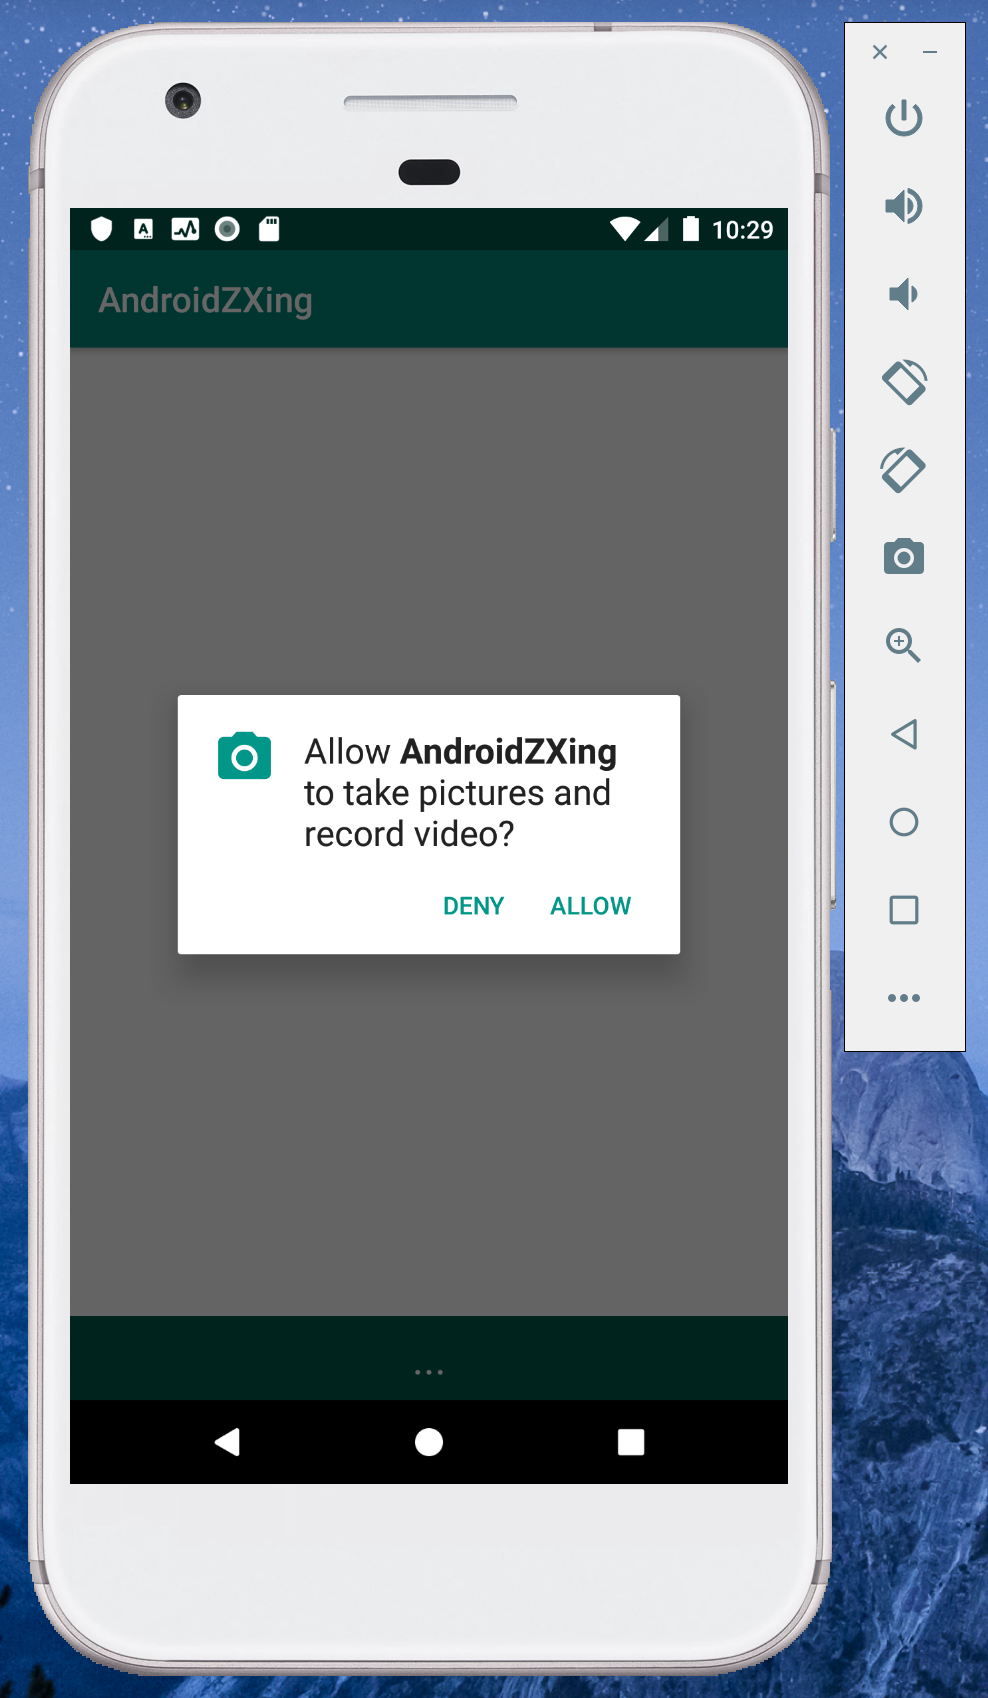 10:29
AndroidZXing
Allow AndroidZXing
to take pictures and
record video?
DENY ALLOW
...